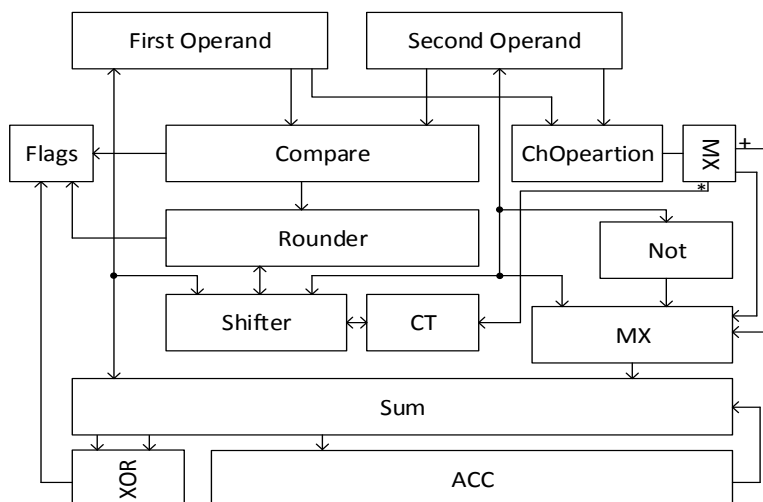 First Operand
Second Operand
Flags
Compare
ChOpeartion
MX
+
*
Rounder
Not
Shifter
CT
MX
Sum
XOR
ACC